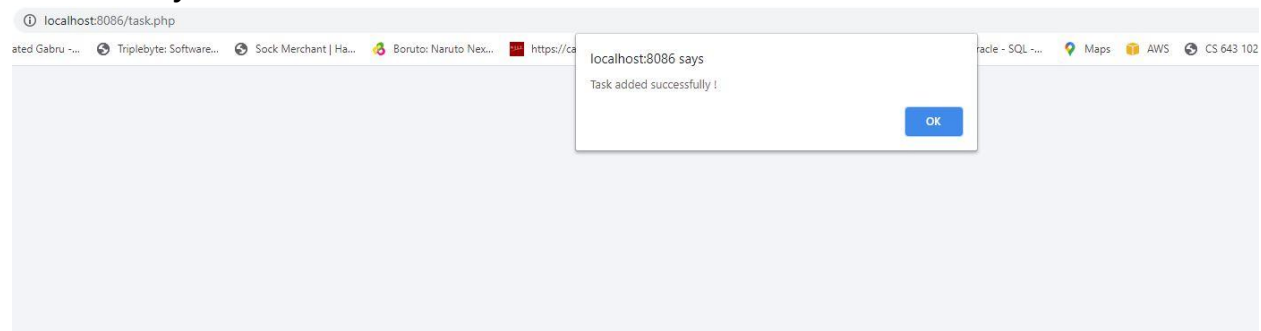 localhost:8086/task.php
ated Gabru -... Triplebyte: Software... Sock Merchant | Ha... Boruto: Naruto Nex... https://ca racle - SQL -... Maps AWS CS 643 102
localhost:8086 says
Task added successfully !
OK